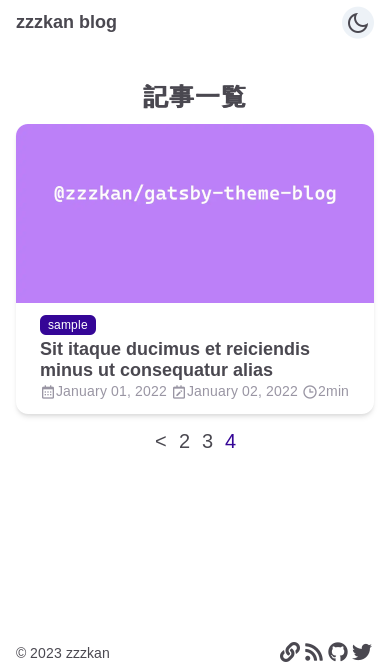 zzzkan blog
記事一覧
@zzzkan/gatsby-theme-blog
sample
Sit itaque ducimus et reiciendis
minus ut consequatur alias
January 01, 2022 January 02, 2022 2min
< 2 3 4
© 2023 zzzkan